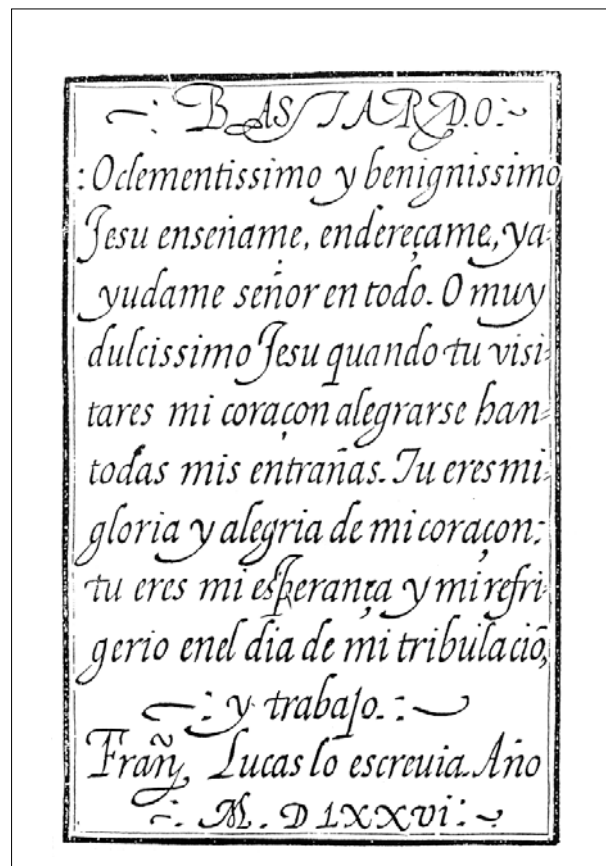 BASTARDO.
:O clementissimo y benignissimo
Jesu enseñame, endereçame, y a-
yudame señor en todo. O muy
dulcissimo Jesu quando tu visi-
tares mi coraçon alegrarse han-
todas mis entrañas. Tu eres mi-
gloria y alegria de mi coraçon:
tu eres mi esperança y mi refri-
gerio enel dia de mi tribulaciõ,
y trabajo.
Frañ, Lucas lo escreuia. Año
M. D LXXvi